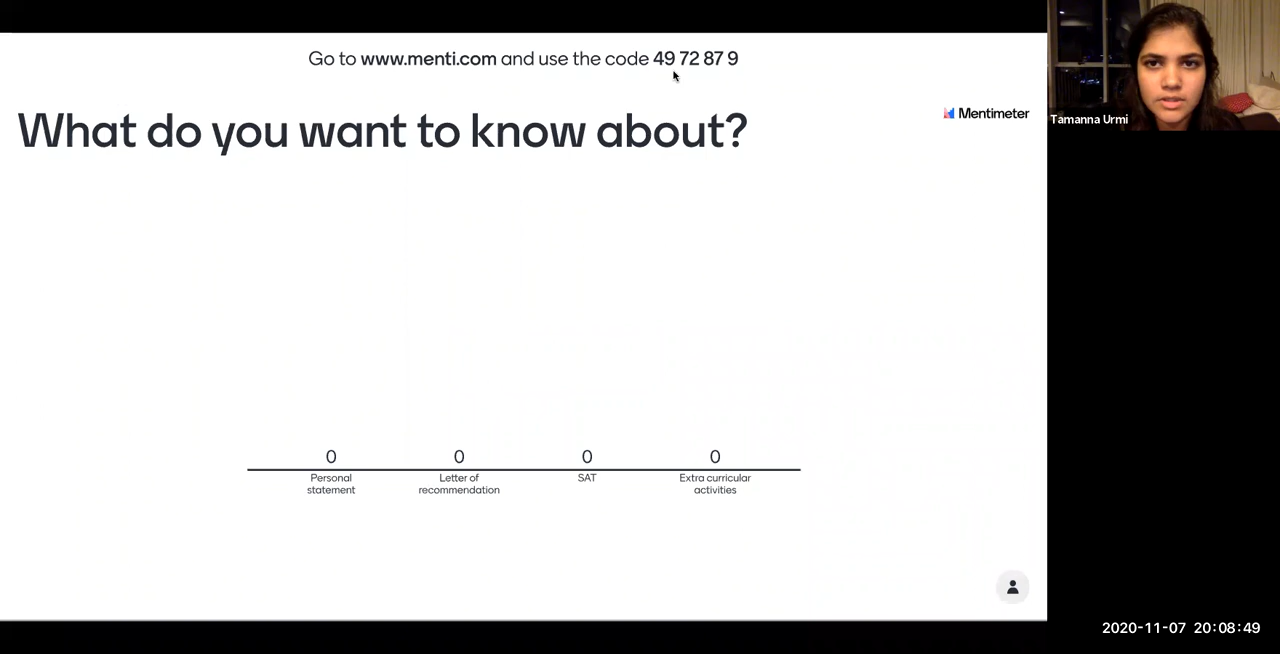 Go to www.menti.com and use the code 49 72 87 9
What do you want to know about?
Mentimeter
Tamanna Urmi
0 0 0 0
Personal statement
Letter of recommendation
SAT
Extra curricular activities
2020-11-07 20:08:49